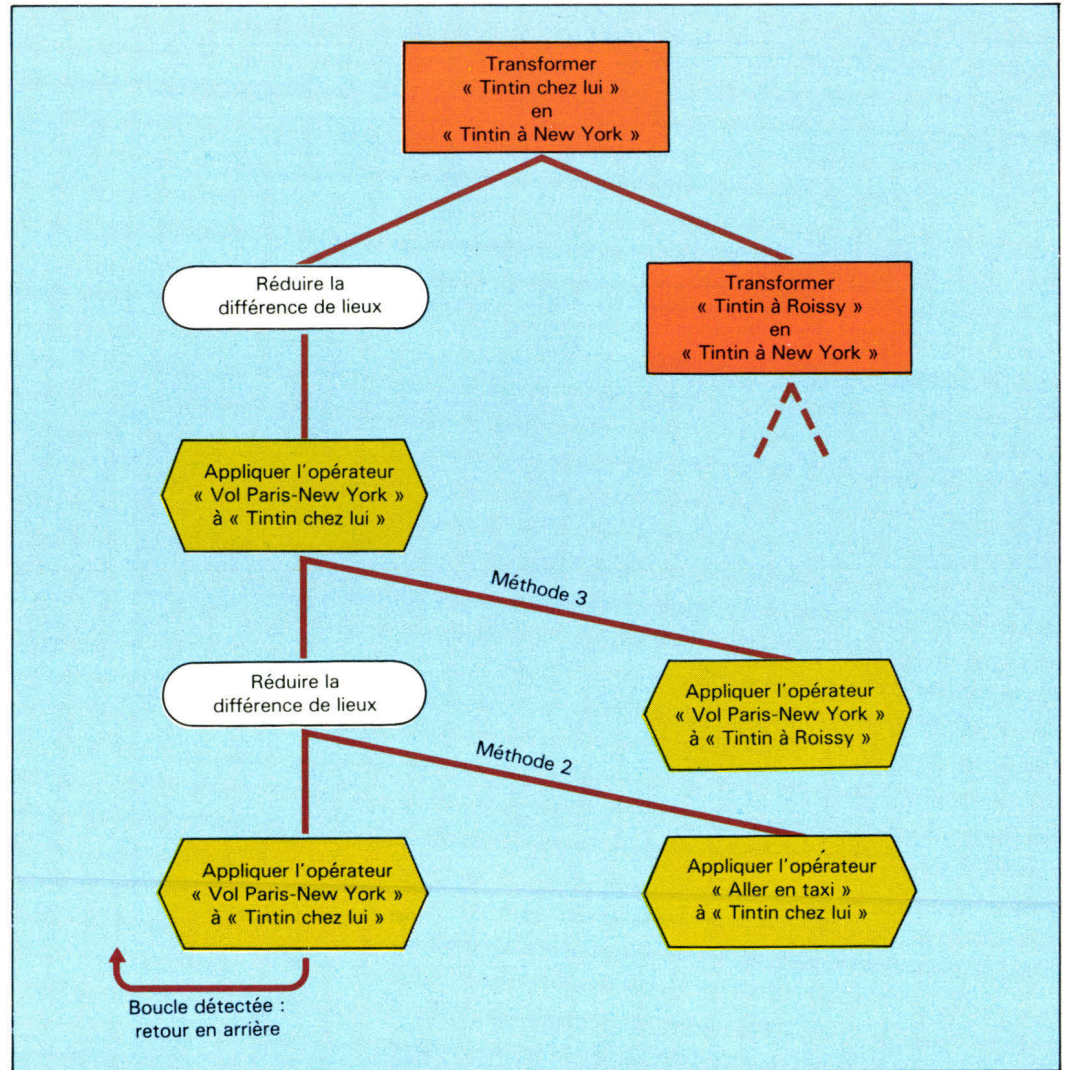 Transformer
« Tintin chez lui »
en
« Tintin à New York »
Réduire la
différence de lieux
Transformer
« Tintin à Roissy »
en
« Tintin à New York »
Appliquer l'opérateur
« Vol Paris-New York »
à « Tintin chez lui »
Méthode 3
Réduire la
différence de lieux
Appliquer l'opérateur
« Vol Paris-New York »
à « Tintin à Roissy »
Méthode 2
Appliquer l'opérateur
« Vol Paris-New York »
à « Tintin chez lui »
Appliquer l'opérateur
« Aller en taxi »
à « Tintin chez lui »
Boucle détectée :
retour en arrière